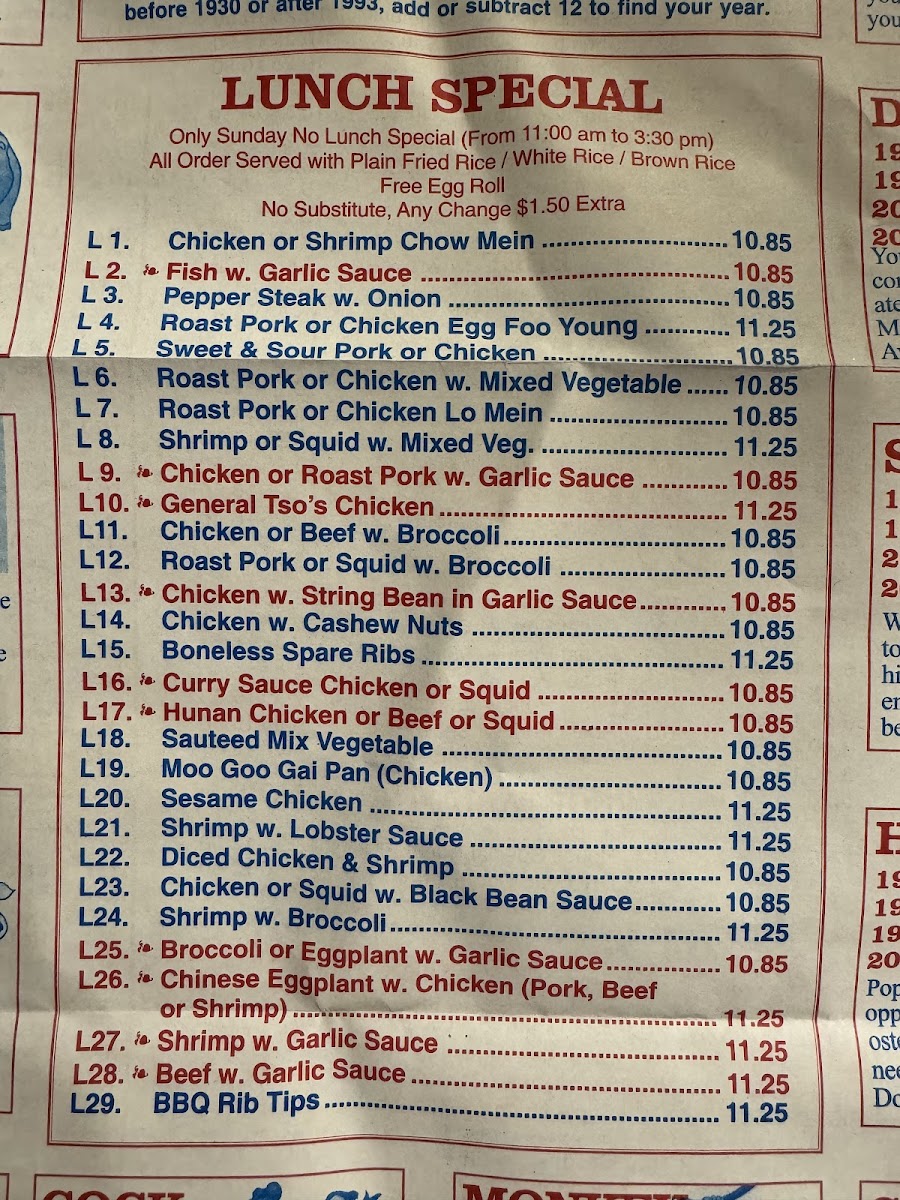 before 1930 or after 1993, add or subtract 12 to find your year.
LUNCH SPECIAL
Only Sunday No Lunch Special (From 11:00 am to 3:30 pm)
All Order Served with Plain Fried Rice / White Rice / Brown Rice
Free Egg Roll
No Substitute, Any Change $1.50 Extra
L 1. Chicken or Shrimp Chow Mein 10.85
L 2. Fish w. Garlic Sauce 10.85
L 3. Pepper Steak w. Onion 10.85
L 4. Roast Pork or Chicken Egg Foo Young 11.25
L 5. Sweet & Sour Pork or Chicken 10.85
L 6. Roast Pork or Chicken w. Mixed Vegetable 10.85
L 7. Roast Pork or Chicken Lo Mein 10.85
L 8. Shrimp or Squid w. Mixed Veg. 11.25
L 9. Chicken or Roast Pork w. Garlic Sauce 10.85
L10. General Tso's Chicken 11.25
L11. Chicken or Beef w. Broccoli 10.85
L12. Roast Pork or Squid w. Broccoli 10.85
L13. Chicken w. String Bean in Garlic Sauce 10.85
L14. Chicken w. Cashew Nuts 10.85
L15. Boneless Spare Ribs 11.25
L16. Curry Sauce Chicken or Squid 10.85
L17. Hunan Chicken or Beef or Squid 10.85
L18. Sauteed Mix Vegetable 10.85
L19. Moo Goo Gai Pan (Chicken) 10.85
L20. Sesame Chicken 11.25
L21. Shrimp w. Lobster Sauce 11.25
L22. Diced Chicken & Shrimp 10.85
L23. Chicken or Squid w. Black Bean Sauce 10.85
L24. Shrimp w. Broccoli 11.25
L25. Broccoli or Eggplant w. Garlic Sauce 10.85
L26. Chinese Eggplant w. Chicken (Pork, Beef
or Shrimp) 11.25
L27. Shrimp w. Garlic Sauce 11.25
L28. Beef w. Garlic Sauce 11.25
L29. BBQ Rib Tips 11.25